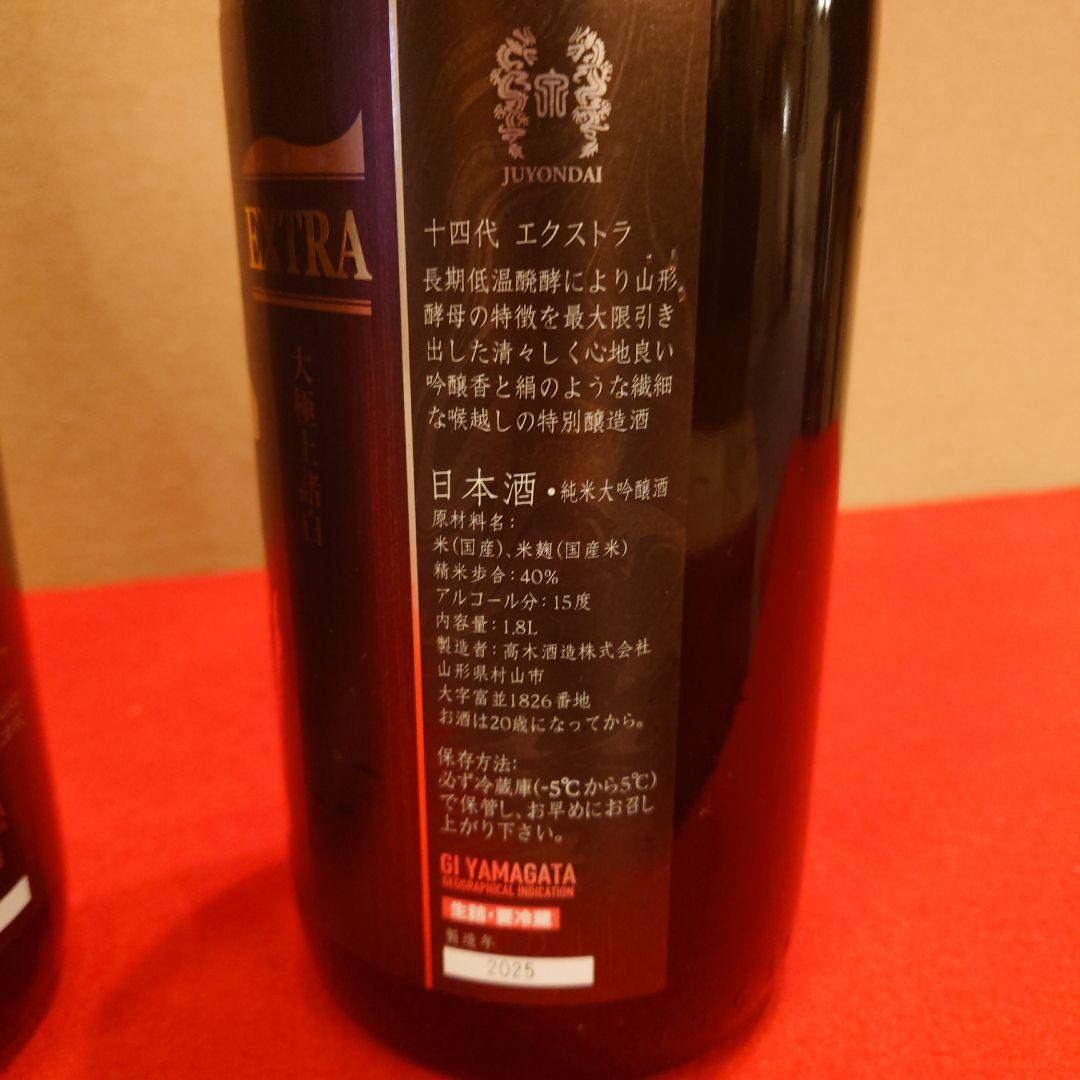 JUYONDAI
EXTRA
大極上諸白
十四代 エクストラ
長期低温醗酵により山形
酵母の特徴を最大限引き
出した清々しく心地良い
吟醸香と絹のような繊細
な喉越しの特別醸造酒
日本酒・純米大吟醸酒
原材料名：
米(国産)、米麹(国産米)
精米歩合：40%
アルコール分：15度
内容量：1.8L
製造者：高木酒造株式会社
山形県村山市
大字富並1826番地
お酒は20歳になってから。
保存方法：
必ず冷蔵庫(-5℃から5℃)
で保管し、お早めにお召し
上がり下さい。
GI YAMAGATA
GEOGRAPHICAL INDICATION
生詰・要冷蔵
製造年
2025